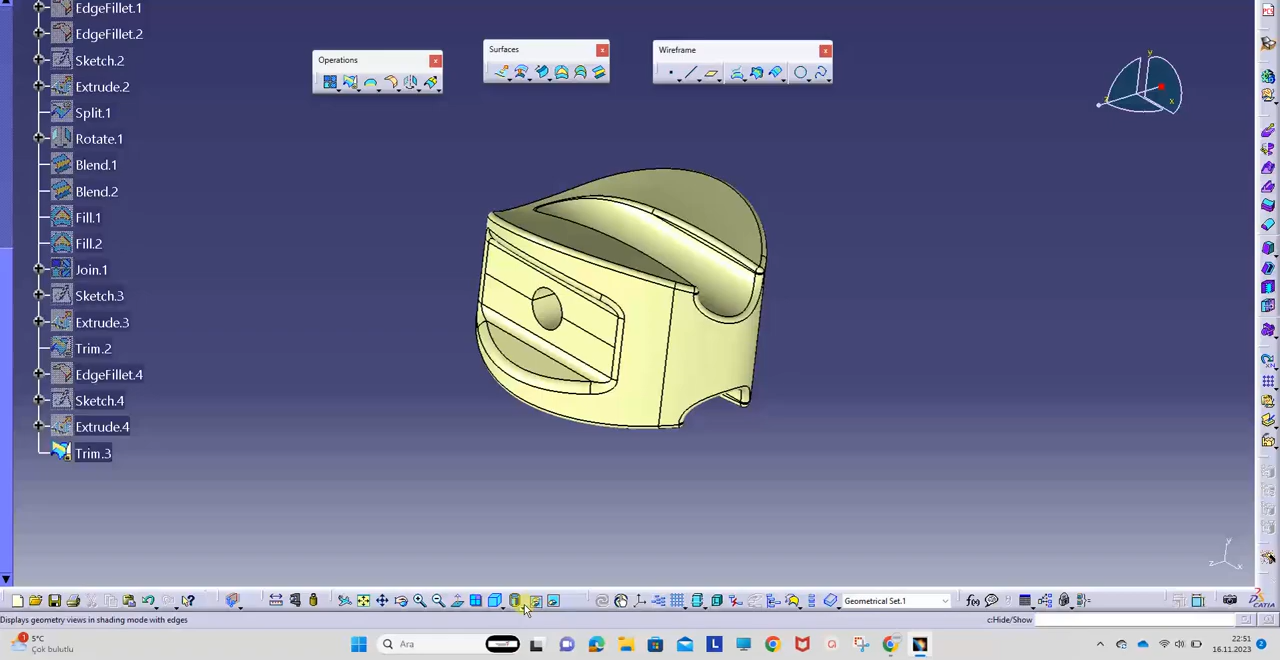 EdgeFillet.1
EdgeFillet.2
Sketch.2
Extrude.2
Split.1
Rotate.1
Blend.1
Blend.2
Fill.1
Fill.2
Join.1
Sketch.3
Extrude.3
Trim.2
EdgeFillet.4
Sketch.4
Extrude.4
Trim.3
Operations
Surfaces
Wireframe
y
x
z
y
z
x
Geometrical Set.1
f(x)
CATIA
Displays geometry views in shading mode with edges
c:Hide/Show
1
5°C
Çok bulutlu
Ara
L
22:51
16.11.2023
2